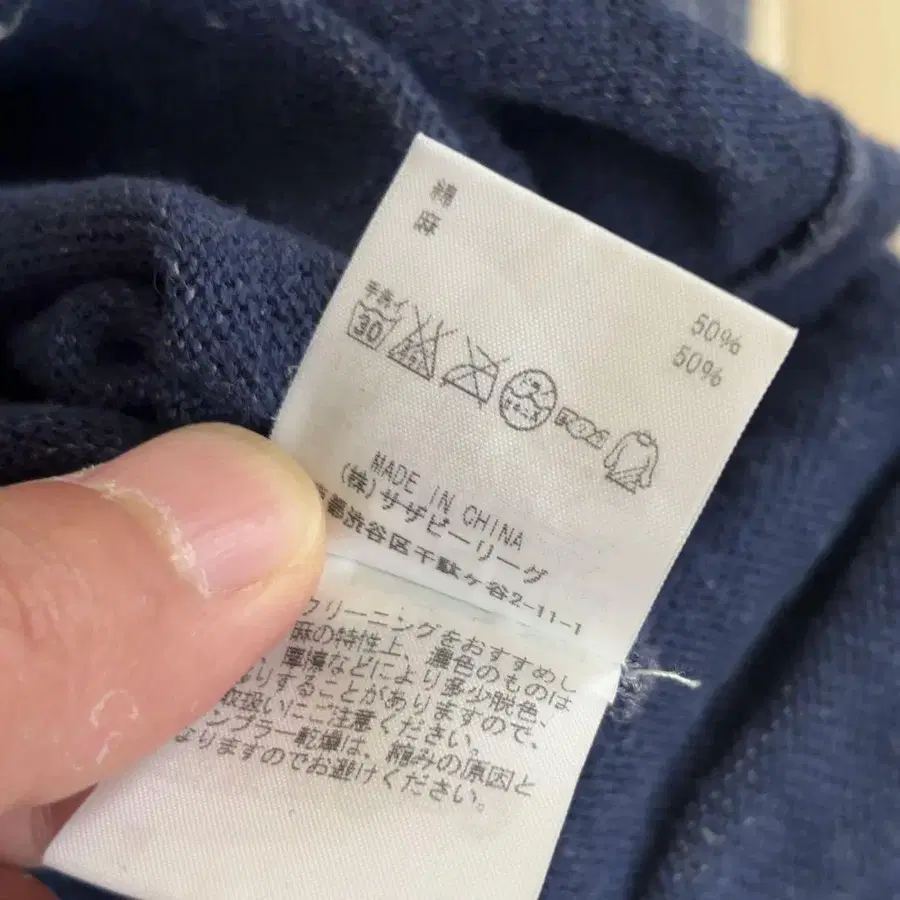 綿 50%
麻 50%
手洗イ
30
MADE IN CHINA
(株)サザビーリーグ
都渋谷区千駄ケ谷2-11-1
クリーニングをおすすめし
麻の特性上、濃色のものは
、摩擦などにより多少脱色、
りすることがありますので、
取扱いにご注意ください。
ンブラー乾燥は、縮みの原因と
なりますのでお避けください。